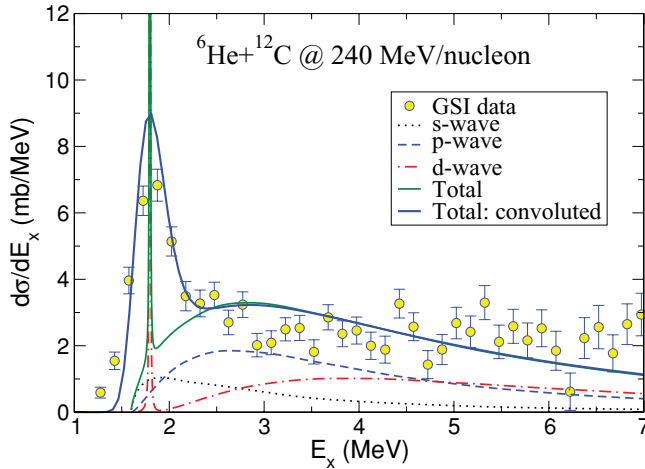 12
10
8
6
4
2
0
dσ/dEₓ (mb/MeV)
⁶He+¹²C @ 240 MeV/nucleon
GSI data
s-wave
p-wave
d-wave
Total
Total: convoluted
1 2 3 4 5 6 7
Eₓ (MeV)